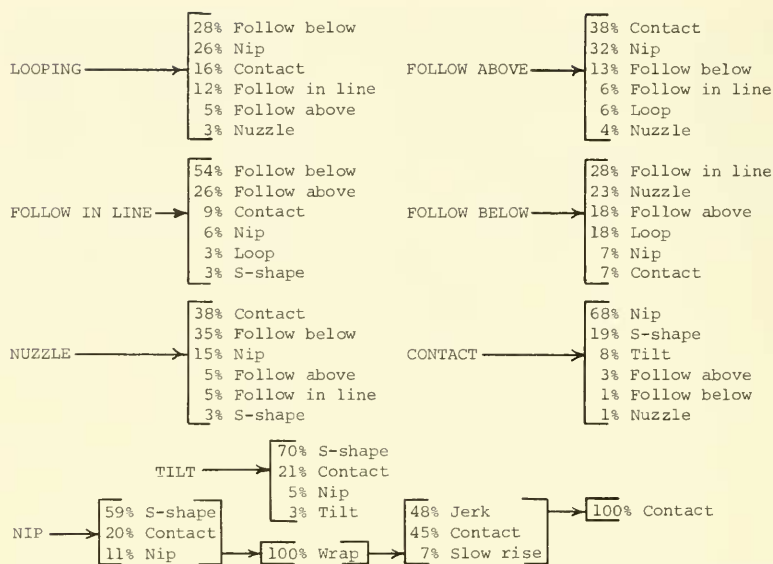 LOOPING
28% Follow below
26% Nip
16% Contact
12% Follow in line
5% Follow above
3% Nuzzle
FOLLOW ABOVE
38% Contact
32% Nip
13% Follow below
6% Follow in line
6% Loop
4% Nuzzle
FOLLOW IN LINE
54% Follow below
26% Follow above
9% Contact
6% Nip
3% Loop
3% S-shape
FOLLOW BELOW
28% Follow in line
23% Nuzzle
18% Follow above
18% Loop
7% Nip
7% Contact
NUZZLE
38% Contact
35% Follow below
15% Nip
5% Follow above
5% Follow in line
3% S-shape
CONTACT
68% Nip
19% S-shape
8% Tilt
3% Follow above
1% Follow below
1% Nuzzle
TILT
70% S-shape
21% Contact
5% Nip
3% Tilt
NIP
59% S-shape
20% Contact
11% Nip
100% Wrap
48% Jerk
45% Contact
7% Slow rise
100% Contact